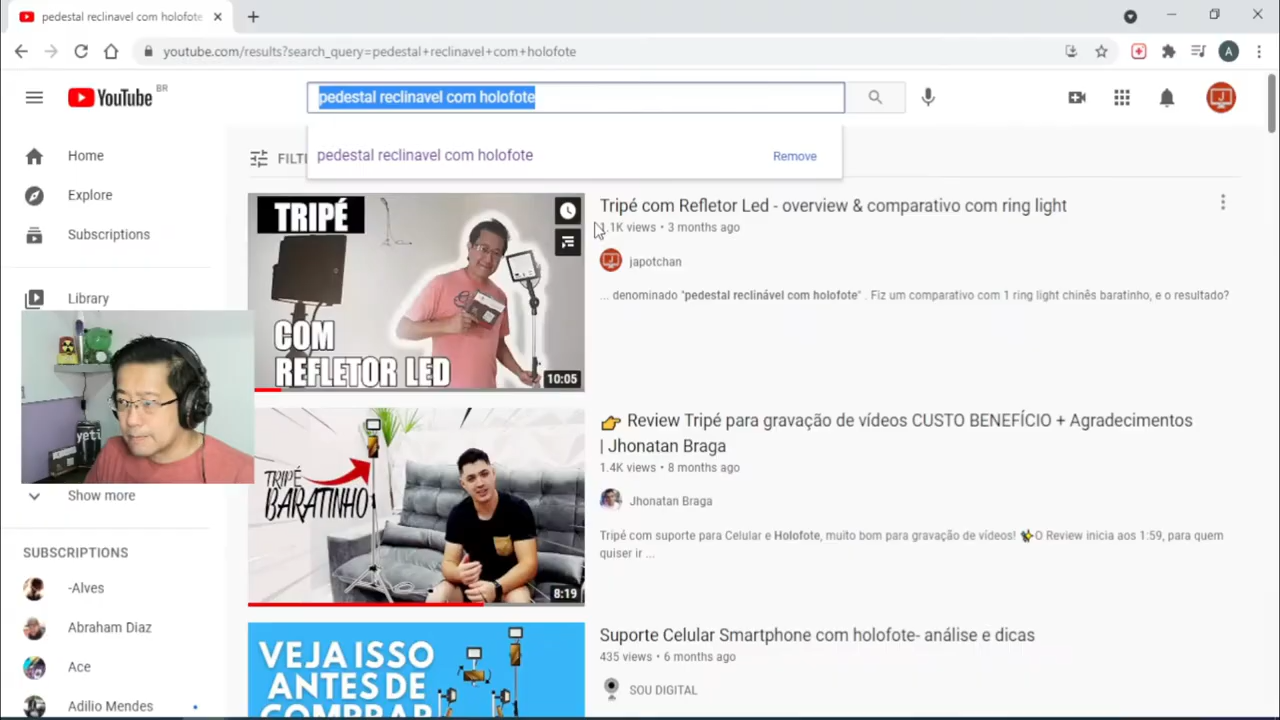 pedestal reclinavel com holofote
youtube.com/results?search_query=pedestal+reclinavel+com+holofote
A
YouTube BR
pedestal reclinavel com holofote
pedestal reclinavel com holofote
Remove
Home
Explore
Subscriptions
Library
Show more
SUBSCRIPTIONS
-Alves
Abraham Diaz
Ace
Adilio Mendes
yeti
FILT
TRIPÉ
COM
REFLETOR LED
10:05
Tripé com Refletor Led - overview & comparativo com ring light
1.1K views • 3 months ago
japotchan
... denominado "pedestal reclinável com holofote" . Fiz um comparativo com 1 ring light chinês baratinho, e o resultado?
TRIPÉ
BARATINHO
8:19
👉 Review Tripé para gravação de vídeos CUSTO BENEFÍCIO + Agradecimentos
| Jhonatan Braga
1.4K views • 8 months ago
Jhonatan Braga
Tripé com suporte para Celular e Holofote, muito bom para gravação de vídeos! O Review inicia aos 1:59, para quem
quiser ir ...
VEJA ISSO
ANTES DE
COMPRAR
Suporte Celular Smartphone com holofote- análise e dicas
435 views • 6 months ago
SOU DIGITAL